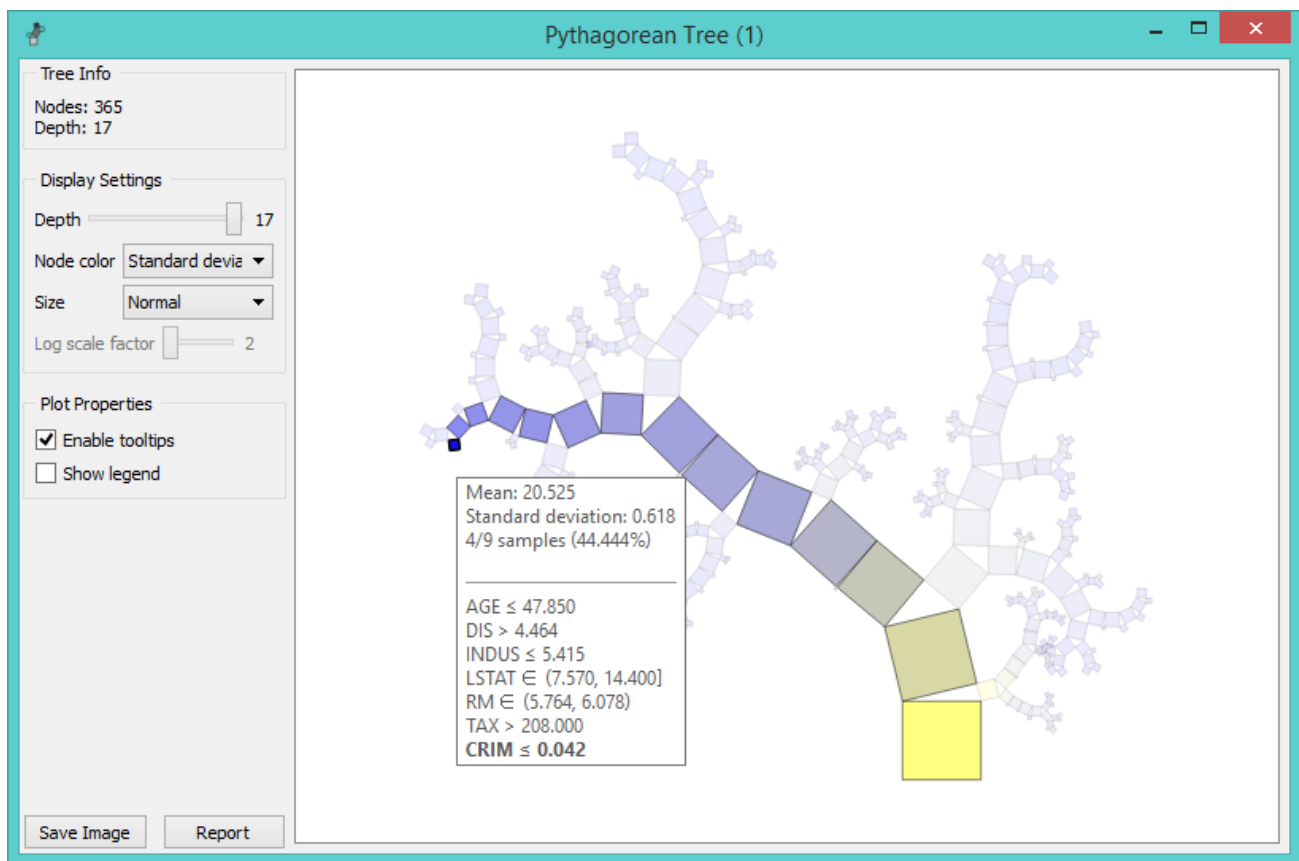 Pythagorean Tree (1)
Tree Info
Nodes: 365
Depth: 17
Display Settings
Depth 17
Node color Standard devia
Size Normal
Log scale factor 2
Plot Properties
Enable tooltips
Show legend
Save Image Report
Mean: 20.525
Standard deviation: 0.618
4/9 samples (44.444%)
AGE ≤ 47.850
DIS > 4.464
INDUS ≤ 5.415
LSTAT ∈ (7.570, 14.400]
RM ∈ (5.764, 6.078)
TAX > 208.000
CRIM ≤ 0.042